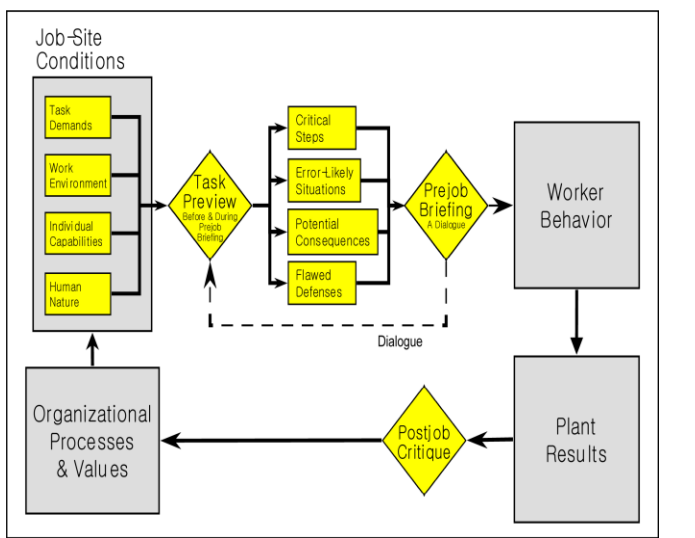 Job-Site
Conditions
Task
Demands
Work
Environment
Individual
Capabilities
Human
Nature
Task
Preview
Before & During
Prejob
Briefing
Critical
Steps
Error-Likely
Situations
Potential
Consequences
Flawed
Defenses
Prejob
Briefing
A Dialogue
Worker
Behavior
Dialogue
Organizational
Processes
& Values
Postjob
Critique
Plant
Results